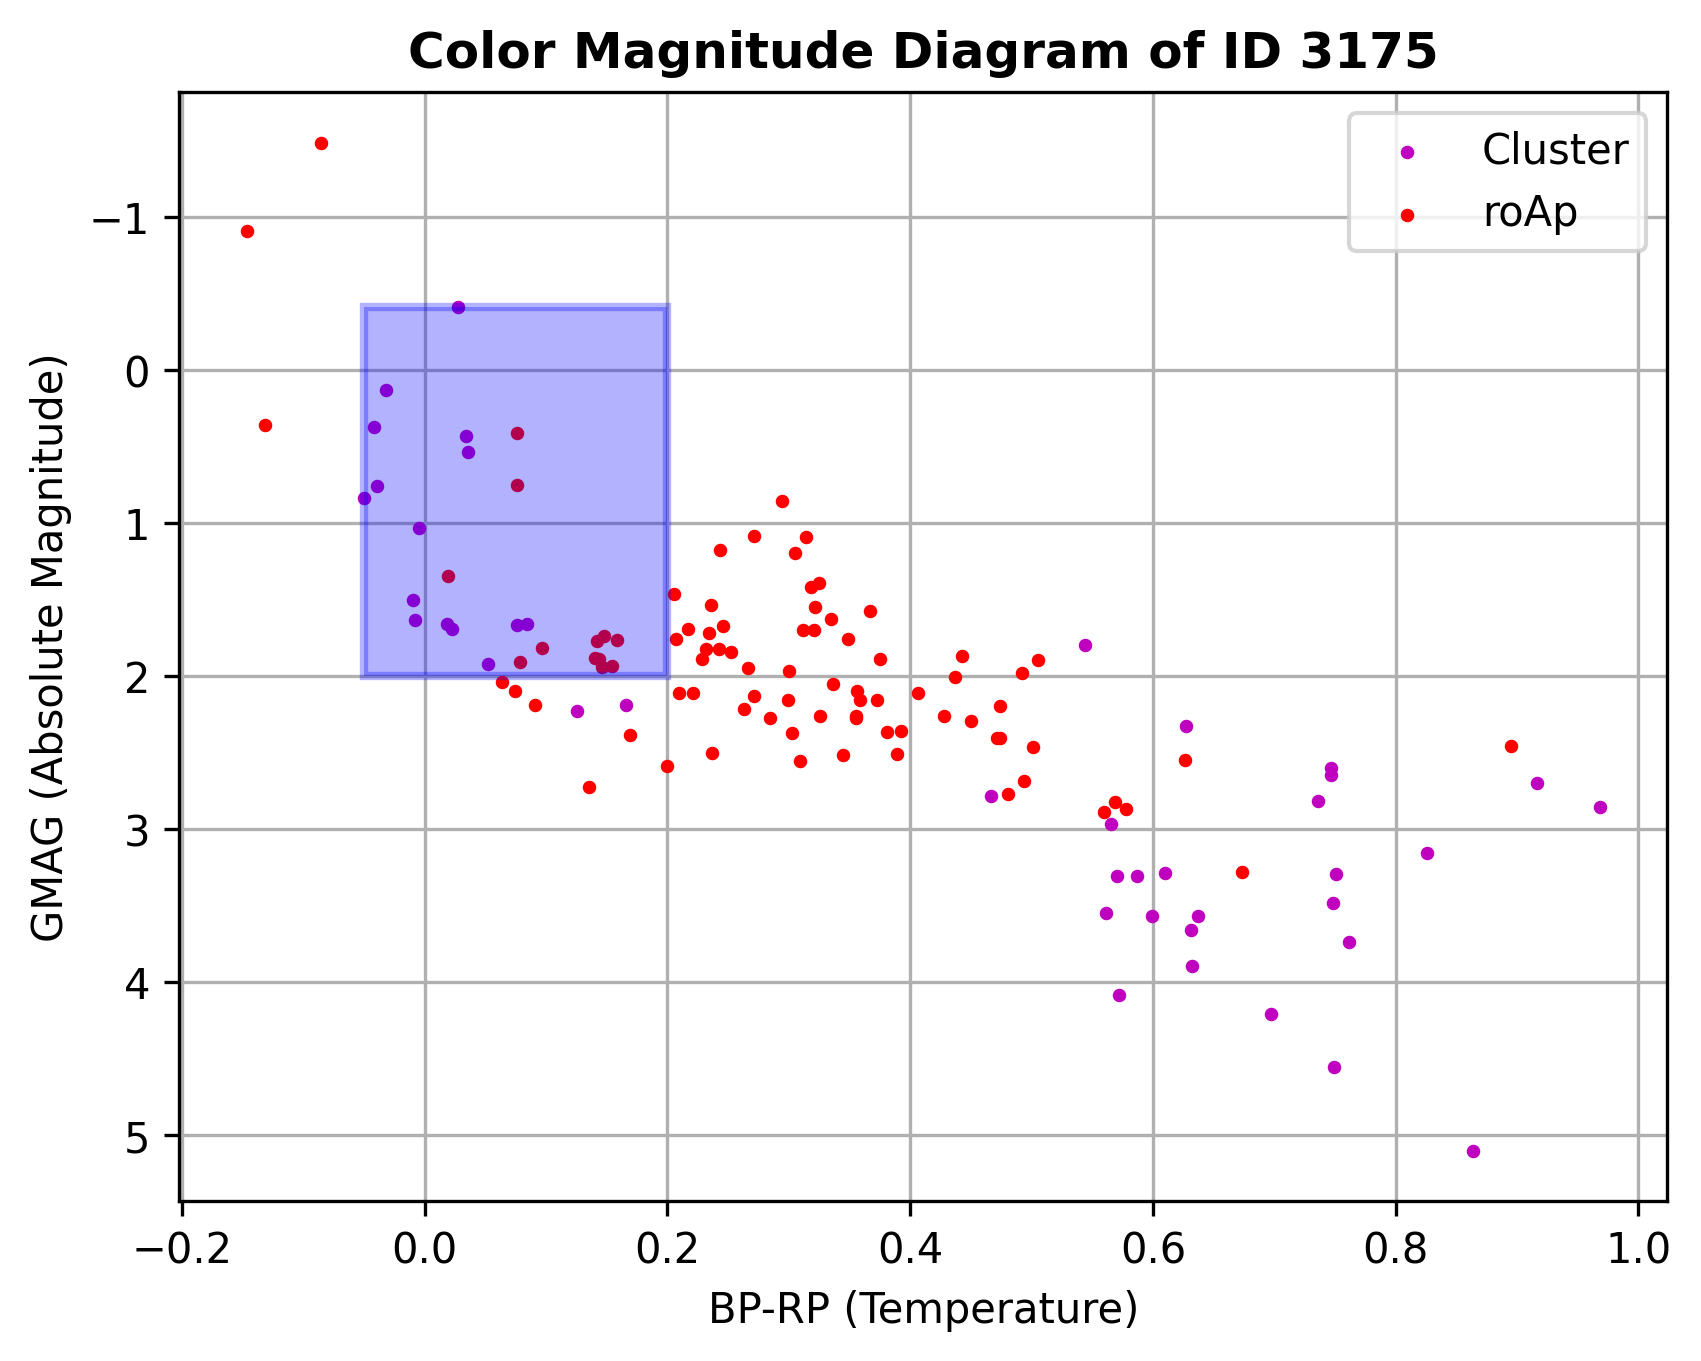 Color Magnitude Diagram of ID 3175
Cluster
roAp
GMAG (Absolute Magnitude)
−1
0
1
2
3
4
5
−0.2 0.0 0.2 0.4 0.6 0.8 1.0
BP-RP (Temperature)